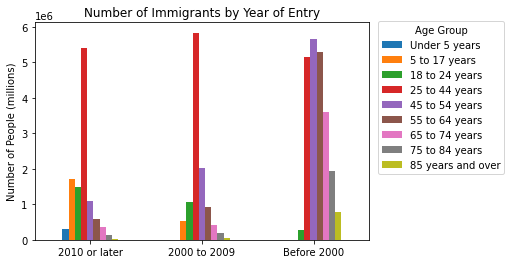 Number of Immigrants by Year of Entry
1e6
6
5
4
3
2
1
0
Number of People (millions)
2010 or later
2000 to 2009
Before 2000
Age Group
Under 5 years
5 to 17 years
18 to 24 years
25 to 44 years
45 to 54 years
55 to 64 years
65 to 74 years
75 to 84 years
85 years and over